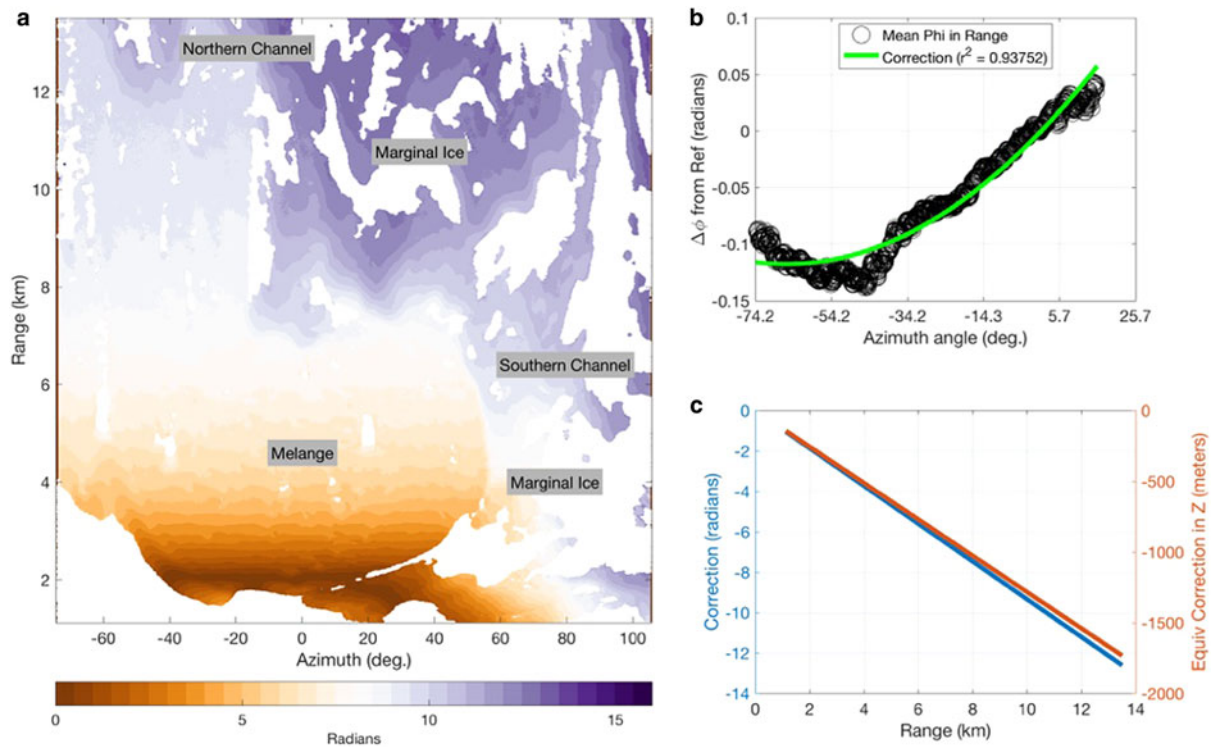 a
Northern Channel
Marginal Ice
Southern Channel
Melange
Marginal Ice
Range (km)
12
10
8
6
4
2
-60 -40 -20 0 20 40 60 80 100
Azimuth (deg.)
0 5 10 15
Radians
b
Mean Phi in Range
Correction (r² = 0.93752)
Δϕ from Ref (radians)
0.1
0.05
0
-0.05
-0.1
-0.15
-74.2 -54.2 -34.2 -14.3 5.7 25.7
Azimuth angle (deg.)
c
Correction (radians)
0
-2
-4
-6
-8
-10
-12
-14
0 2 4 6 8 10 12 14
Range (km)
0
-500
-1000
-1500
-2000
Equiv Correction in Z (meters)